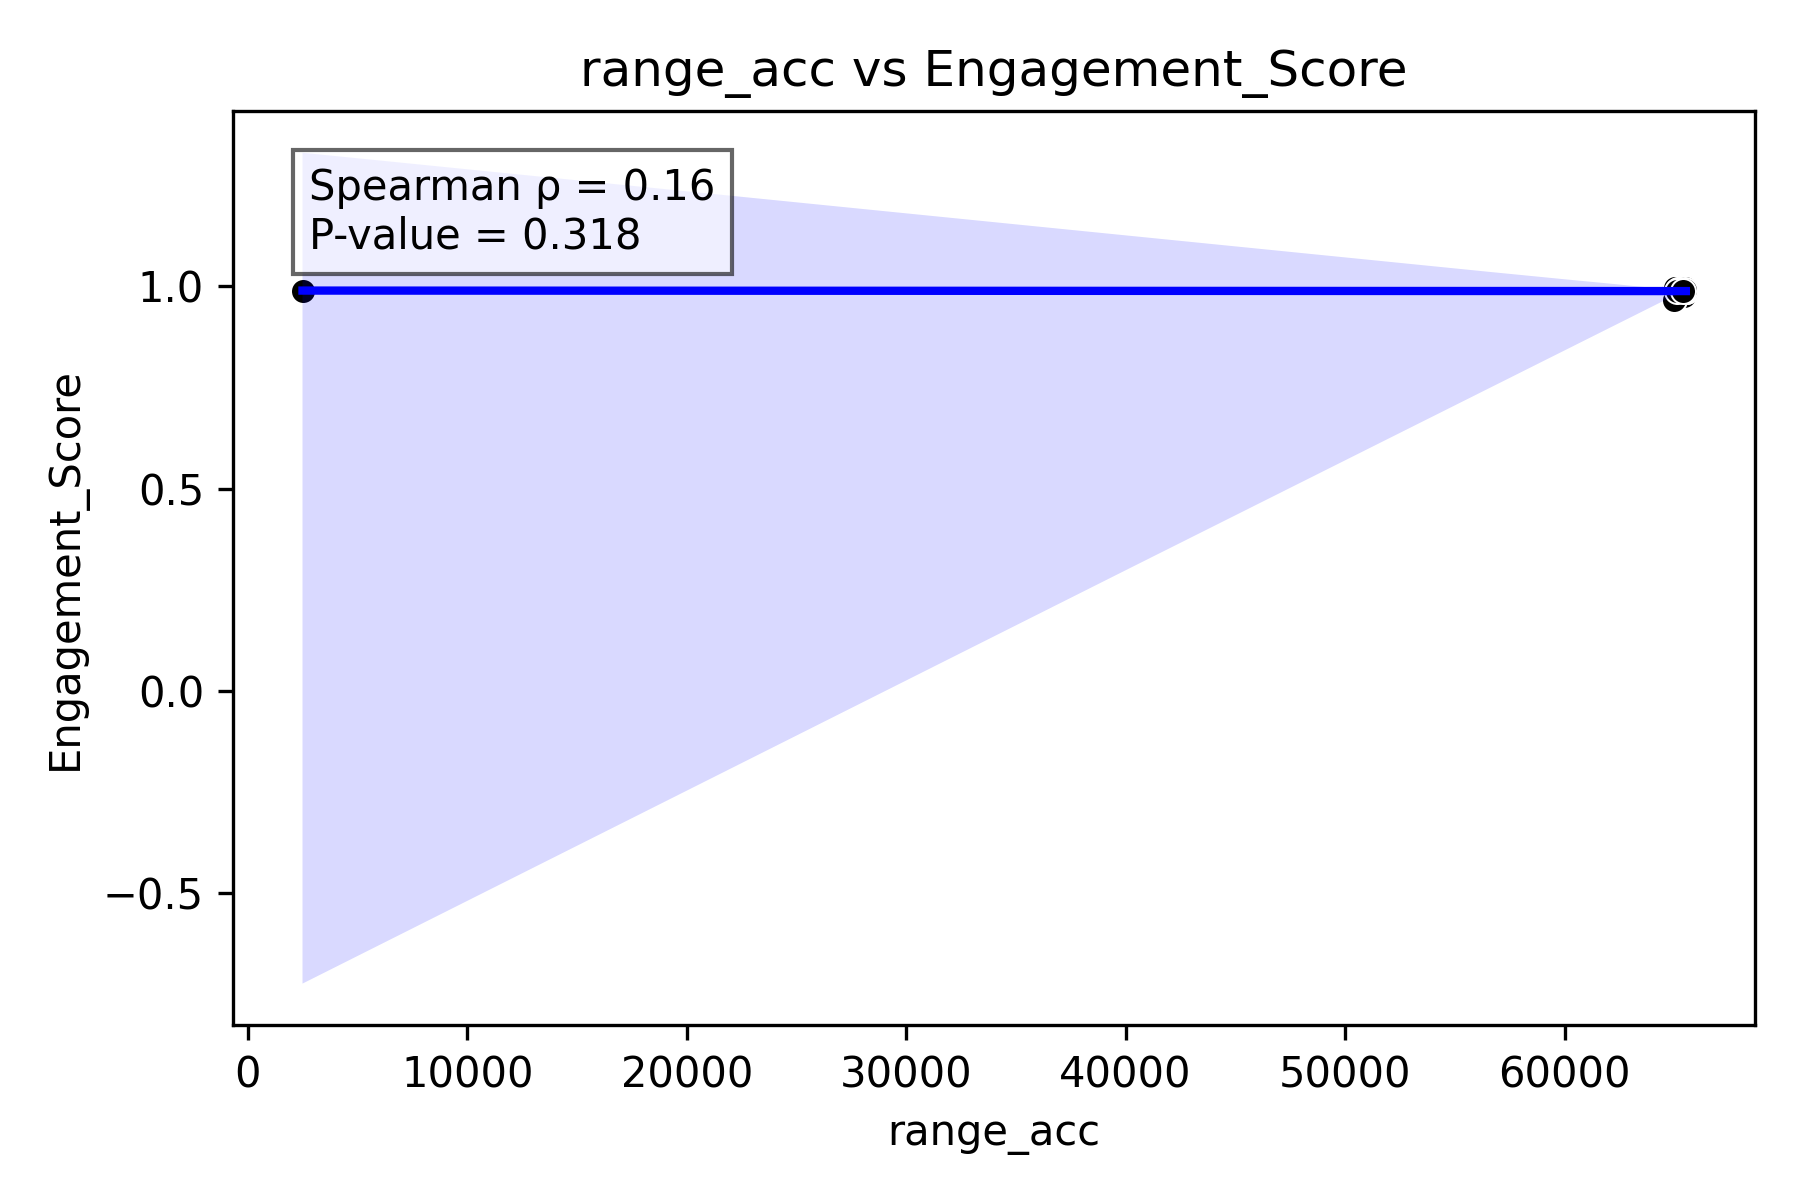 range_acc vs Engagement_Score
Spearman ρ = 0.16
P-value = 0.318
1.0
0.5
0.0
−0.5
Engagement_Score
0 10000 20000 30000 40000 50000 60000
range_acc